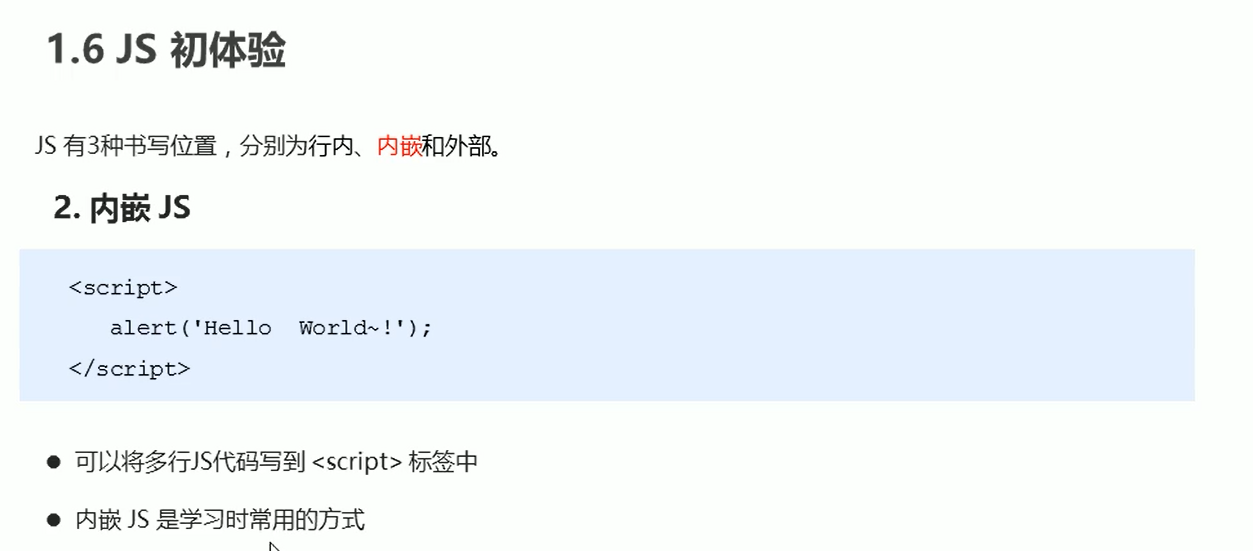 1.6 JS 初体验
JS 有3种书写位置，分别为行内、内嵌和外部。
2. 内嵌 JS
<script>
   alert('Hello  World~!');
</script>
● 可以将多行JS代码写到 <script> 标签中
● 内嵌 JS 是学习时常用的方式